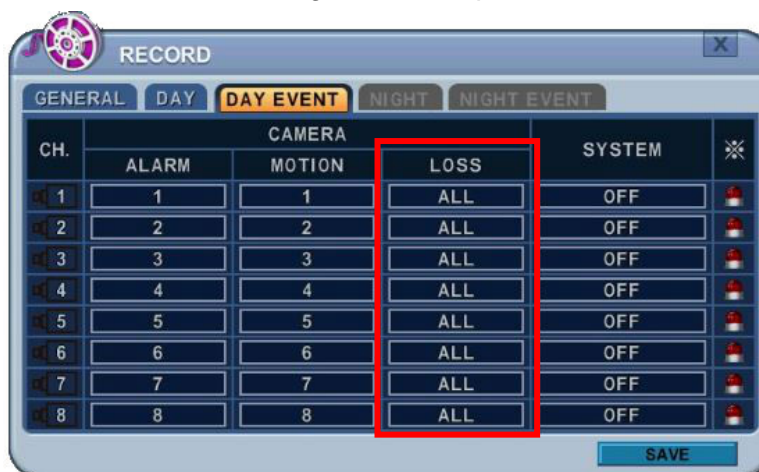 RECORD X
GENERAL DAY DAY EVENT NIGHT NIGHT EVENT
CH. CAMERA SYSTEM ※
ALARM MOTION LOSS
1 1 1 ALL OFF
2 2 2 ALL OFF
3 3 3 ALL OFF
4 4 4 ALL OFF
5 5 5 ALL OFF
6 6 6 ALL OFF
7 7 7 ALL OFF
8 8 8 ALL OFF
SAVE